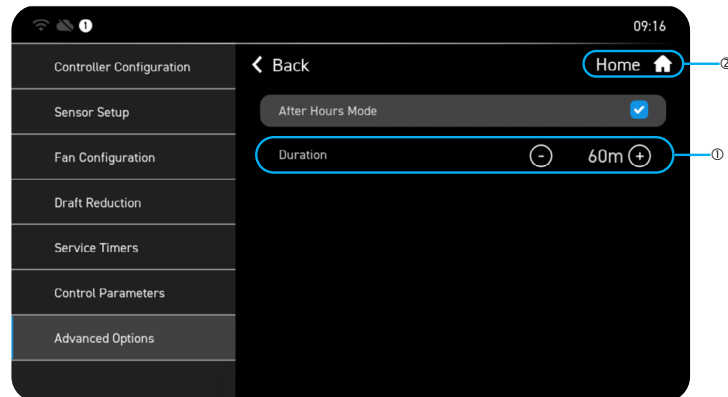 1 09:16
Controller Configuration
Sensor Setup
Fan Configuration
Draft Reduction
Service Timers
Control Parameters
Advanced Options
Back Home ②
After Hours Mode
Duration - 60m + ①